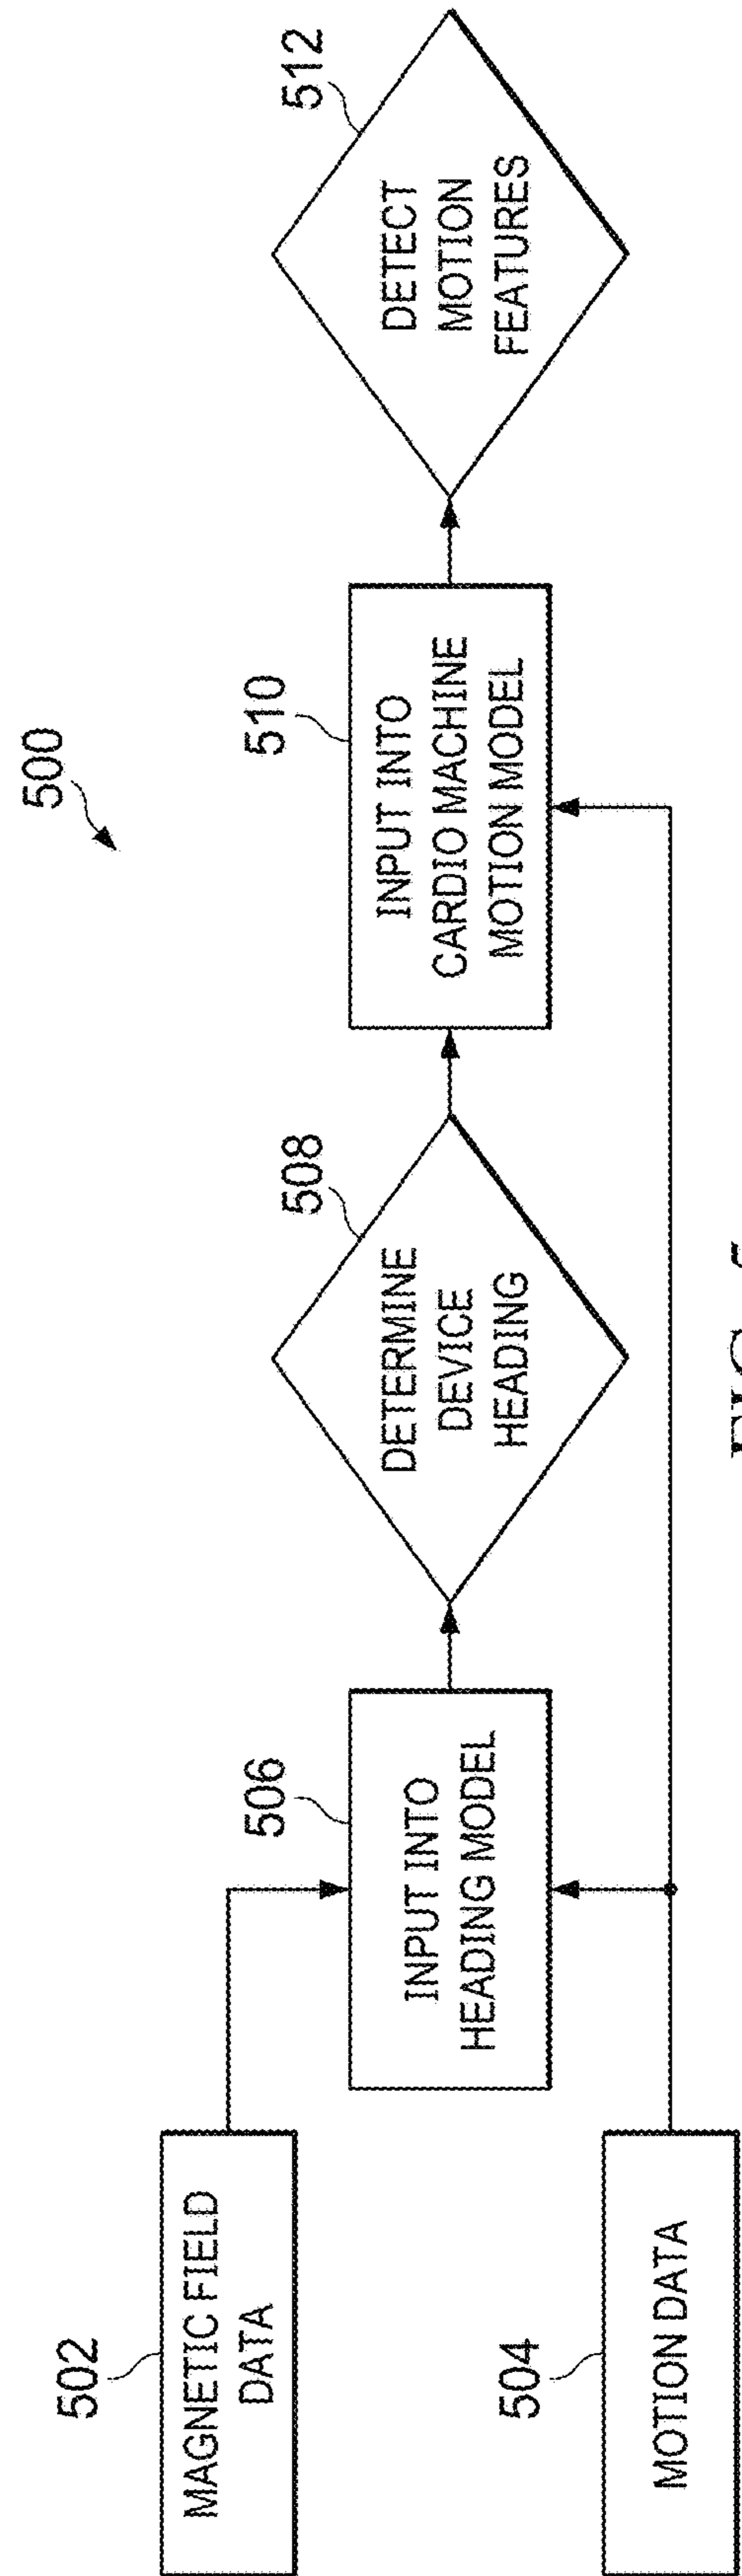 500
502
MAGNETIC FIELD
DATA
504
MOTION DATA
506
INPUT INTO
HEADING MODEL
508
DETERMINE
DEVICE
HEADING
510
INPUT INTO
CARDIO MACHINE
MOTION MODEL
512
DETECT
MOTION
FEATURES